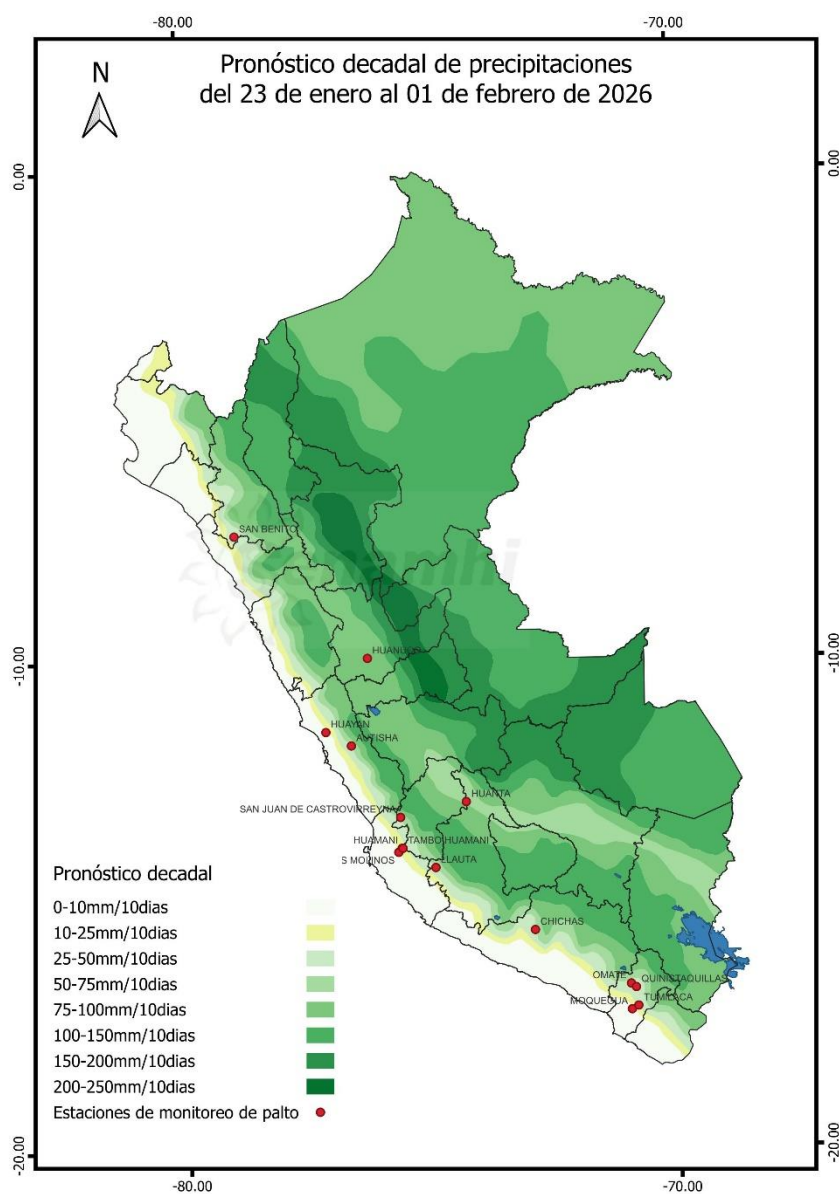 -80.00
-70.00
Pronóstico decadal de precipitaciones
del 23 de enero al 01 de febrero de 2026
N
0.00
0.00
SAN BENITO
senamhi
-10.00
-10.00
HUANUCO
HUAYAN
AUTISHA
HUANTA
SAN JUAN DE CASTROVIRREYNA
HUAMANI
TAMBO HUAMANI
S MOLINOS
LLAUTA
CHICHAS
OMATE
QUINISTAQUILLAS
MOQUEGUA
TUMILACA
Pronóstico decadal
0-10mm/10dias
10-25mm/10dias
25-50mm/10dias
50-75mm/10dias
75-100mm/10dias
100-150mm/10dias
150-200mm/10dias
200-250mm/10dias
Estaciones de monitoreo de palto
-20.00
-20.00
-80.00
-70.00